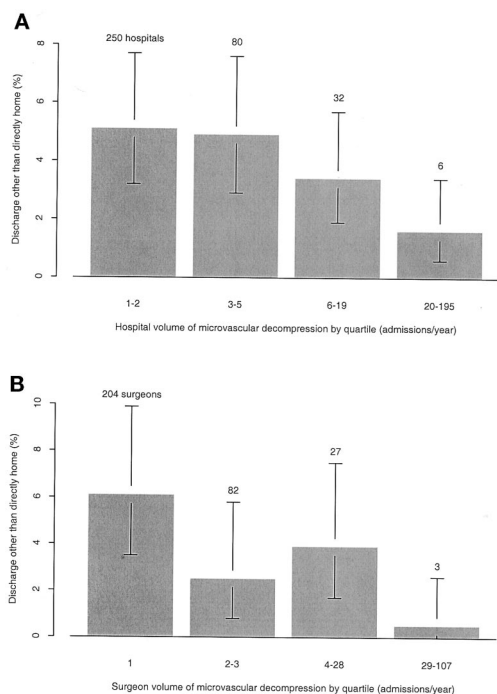 A
250 hospitals
80
32
6
Discharge other than directly home (%)
8
6
4
2
0
1-2 3-5 6-19 20-195
Hospital volume of microvascular decompression by quartile (admissions/year)
B
204 surgeons
82
27
3
Discharge other than directly home (%)
10
8
6
4
2
0
1 2-3 4-28 29-107
Surgeon volume of microvascular decompression by quartile (admissions/year)